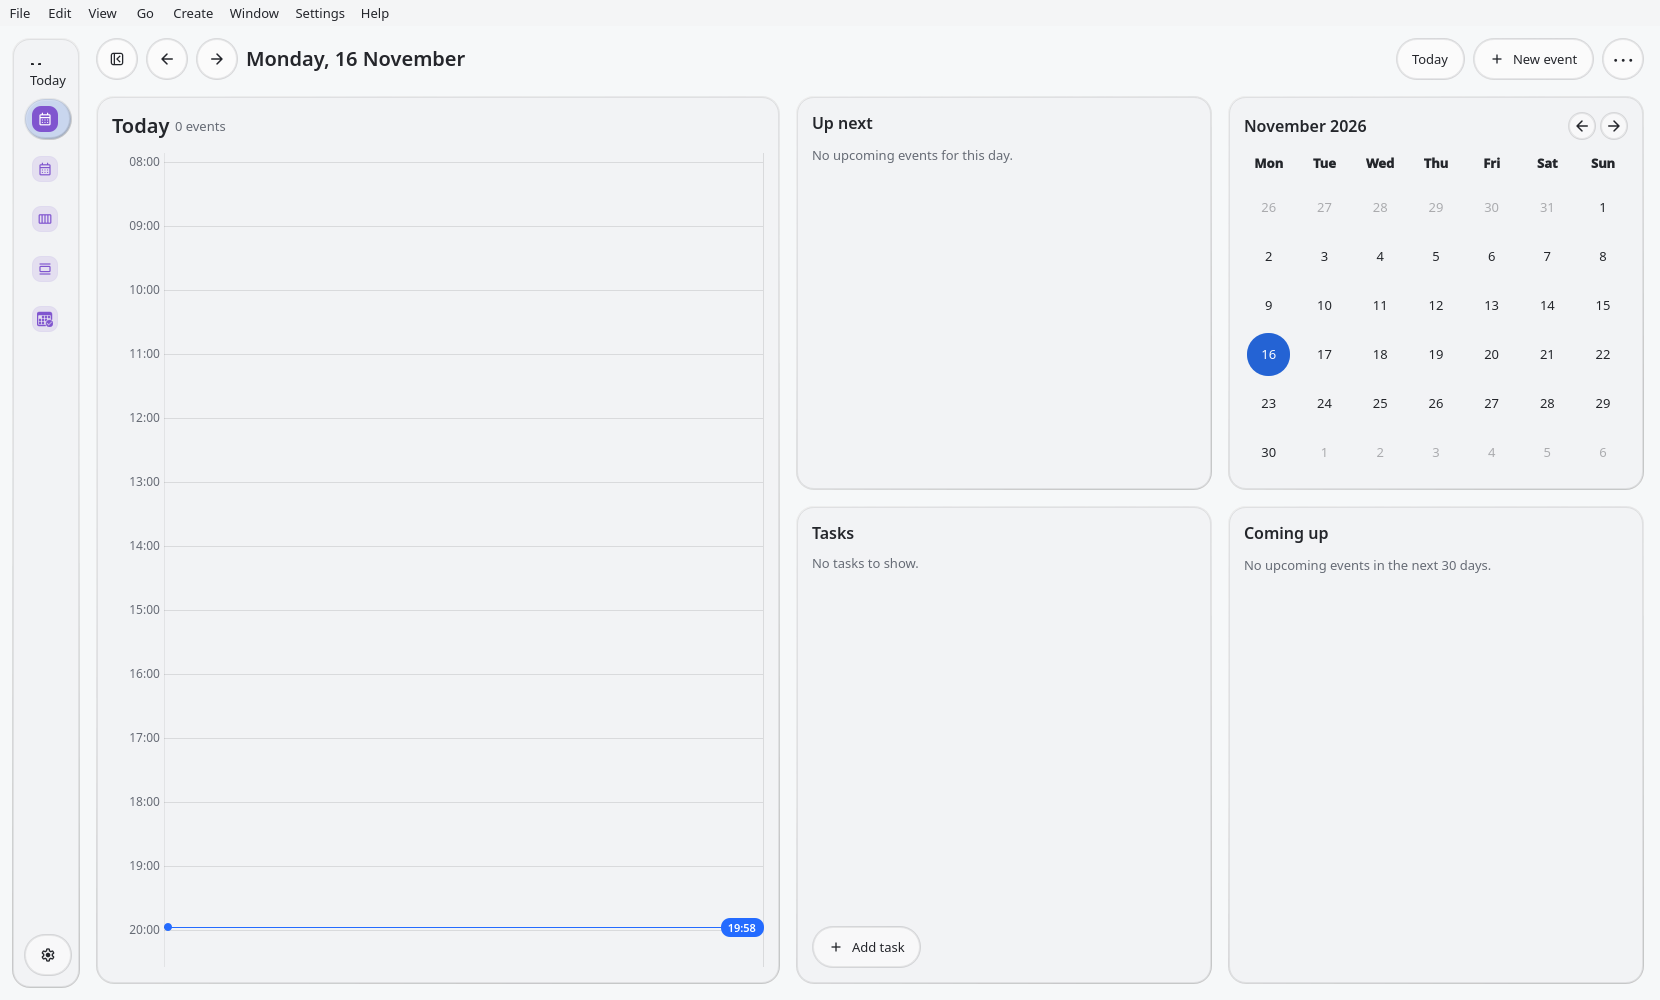 File Edit View Go Create Window Settings Help
Today
Monday, 16 November
Today
New event
Today 0 events
08:00
09:00
10:00
11:00
12:00
13:00
14:00
15:00
16:00
17:00
18:00
19:00
20:00
19:58
Up next
No upcoming events for this day.
November 2026
Mon Tue Wed Thu Fri Sat Sun
26 27 28 29 30 31 1
2 3 4 5 6 7 8
9 10 11 12 13 14 15
16 17 18 19 20 21 22
23 24 25 26 27 28 29
30 1 2 3 4 5 6
Tasks
No tasks to show.
Add task
Coming up
No upcoming events in the next 30 days.